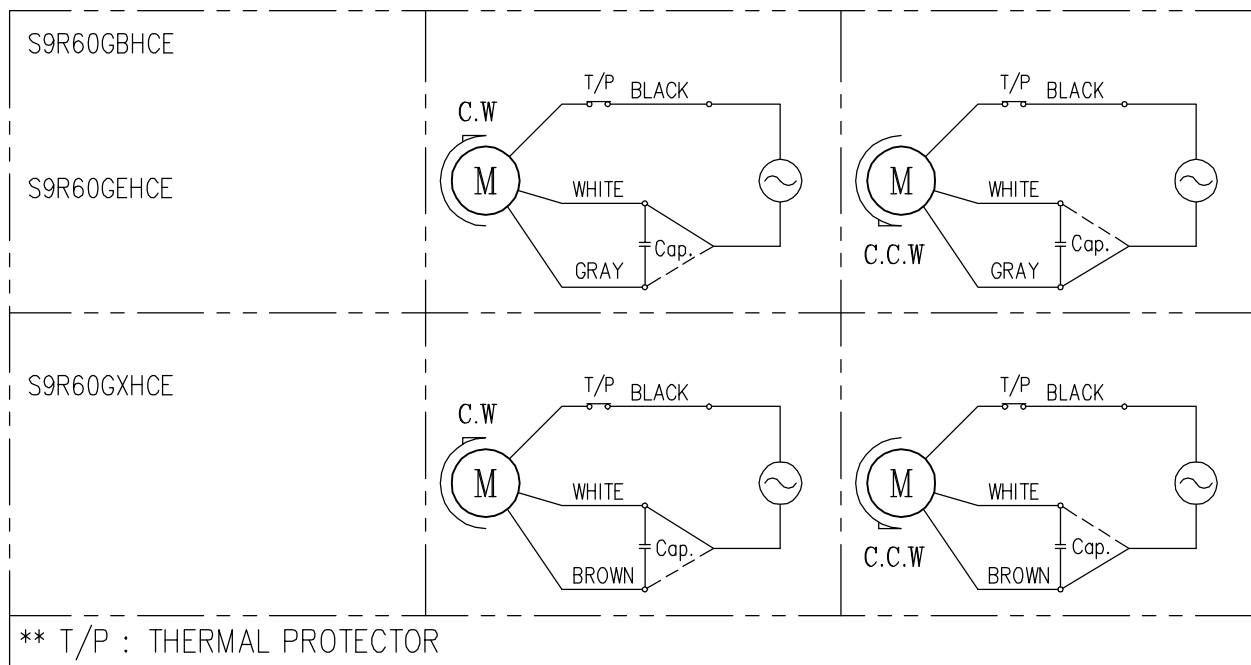 S9R60GBHCE
S9R60GEHCE
T/P BLACK
C.W
M
WHITE
Cap.
GRAY
T/P BLACK
M
WHITE
C.C.W
Cap.
GRAY
S9R60GXHCE
T/P BLACK
C.W
M
WHITE
Cap.
BROWN
T/P BLACK
M
WHITE
C.C.W
Cap.
BROWN
** T/P : THERMAL PROTECTOR